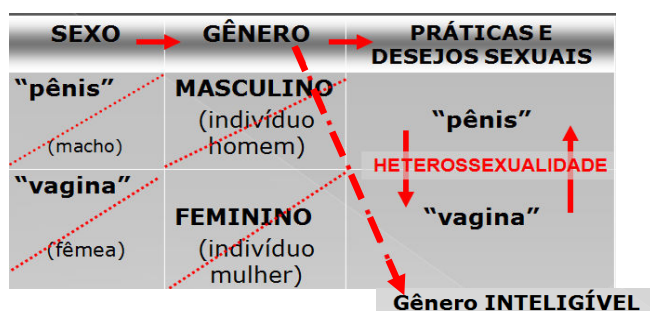 SEXO
GÊNERO
PRÁTICAS E
DESEJOS SEXUAIS
“pênis”
(macho)
MASCULINO
(indivíduo
homem)
“pênis”
HETEROSSEXUALIDADE
“vagina”
“vagina”
(fêmea)
FEMININO
(indivíduo
mulher)
Gênero INTELIGÍVEL